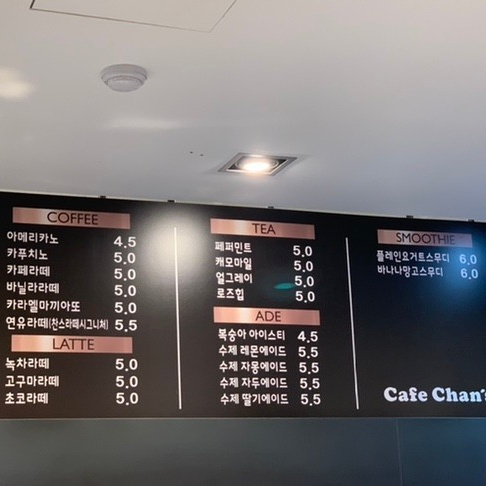 COFFEE
아메리카노 4.5
카푸치노 5.0
카페라떼 5.0
바닐라라떼 5.0
카라멜마끼아또 5.0
연유라떼(찬스라떼시그니처) 5.5
LATTE
녹차라떼 5.0
고구마라떼 5.0
초코라떼 5.0
TEA
페퍼민트 5.0
캐모마일 5.0
얼그레이 5.0
로즈힙 5.0
ADE
복숭아 아이스티 4.5
수제 레몬에이드 5.5
수제 자몽에이드 5.5
수제 자두에이드 5.5
수제 딸기에이드 5.5
SMOOTHIE
플레인요거트스무디 6.0
바나나망고스무디 6.0
Cafe Chan's